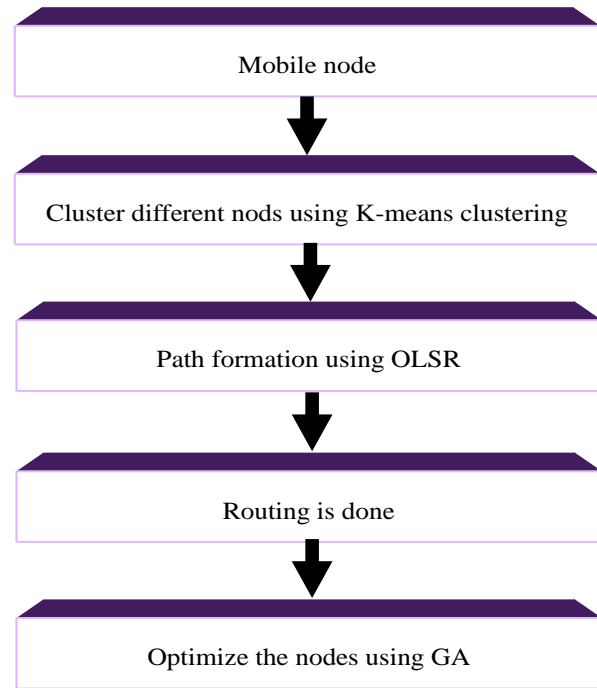 Mobile node
Cluster different nods using K-means clustering
Path formation using OLSR
Routing is done
Optimize the nodes using GA